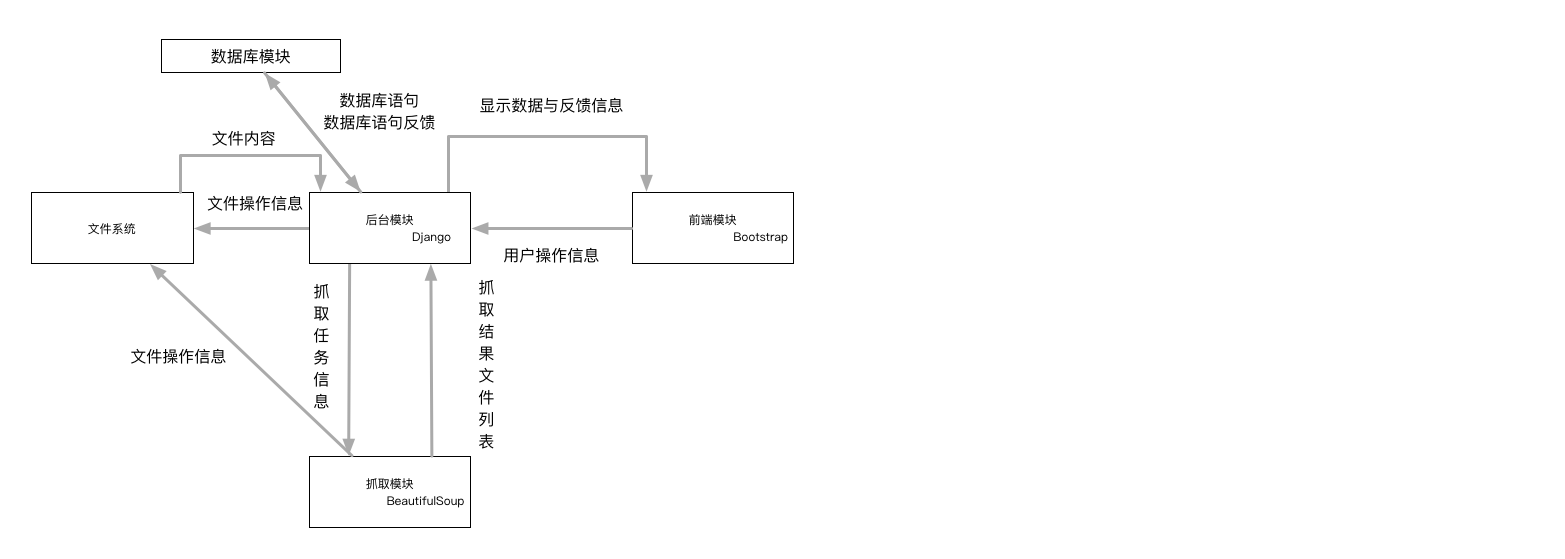 数据库模块
数据库语句
数据库语句反馈
显示数据与反馈信息
文件内容
文件操作信息
文件系统
后台模块
Django
前端模块
Bootstrap
用户操作信息
抓取任务信息
抓取结果文件列表
文件操作信息
抓取模块
BeautifulSoup